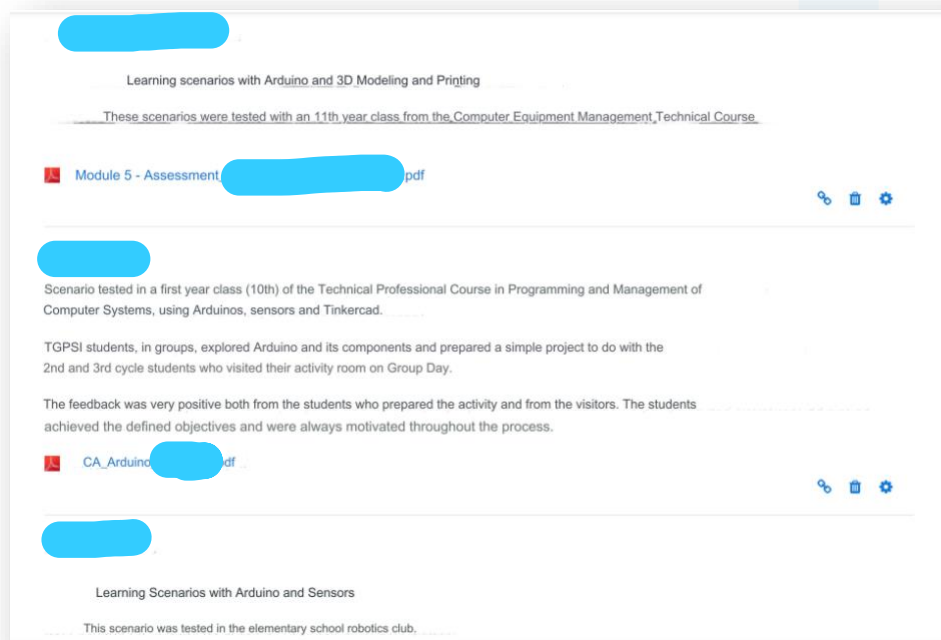 Learning scenarios with Arduino and 3D Modeling and Printing
These scenarios were tested with an 11th year class from the Computer Equipment Management Technical Course
Module 5 - Assessment pdf
Scenario tested in a first year class (10th) of the Technical Professional Course in Programming and Management of
Computer Systems, using Arduinos, sensors and Tinkercad.
TGPSI students, in groups, explored Arduino and its components and prepared a simple project to do with the
2nd and 3rd cycle students who visited their activity room on Group Day.
The feedback was very positive both from the students who prepared the activity and from the visitors. The students
achieved the defined objectives and were always motivated throughout the process.
CA_Arduino df
Learning Scenarios with Arduino and Sensors
This scenario was tested in the elementary school robotics club.